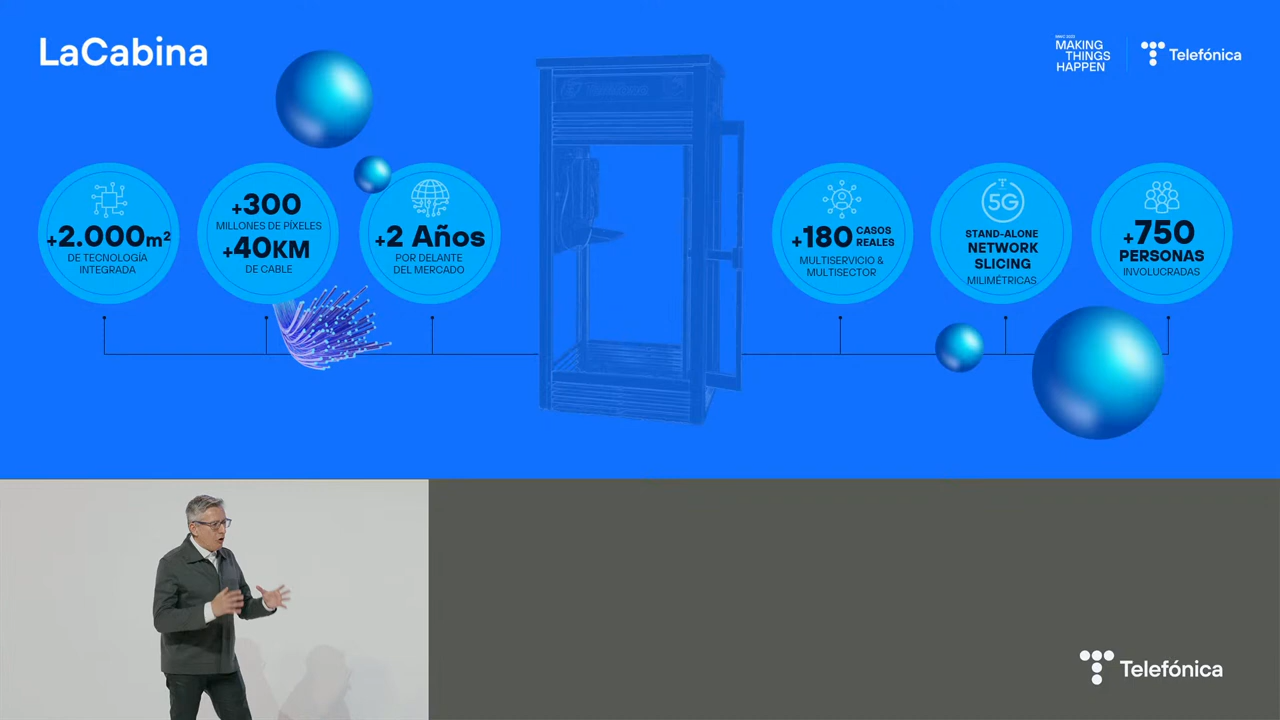 LaCabina
MWC 2023
MAKING
THINGS
HAPPEN
Telefónica
+2.000m²
DE TECNOLOGÍA
INTEGRADA
+300
MILLONES DE PÍXELES
+40KM
DE CABLE
+2 Años
POR DELANTE
DEL MERCADO
+180 CASOS
REALES
MULTISERVICIO &
MULTISECTOR
5G
STAND-ALONE
NETWORK
SLICING
MILIMÉTRICAS
+750
PERSONAS
INVOLUCRADAS
Telefónica